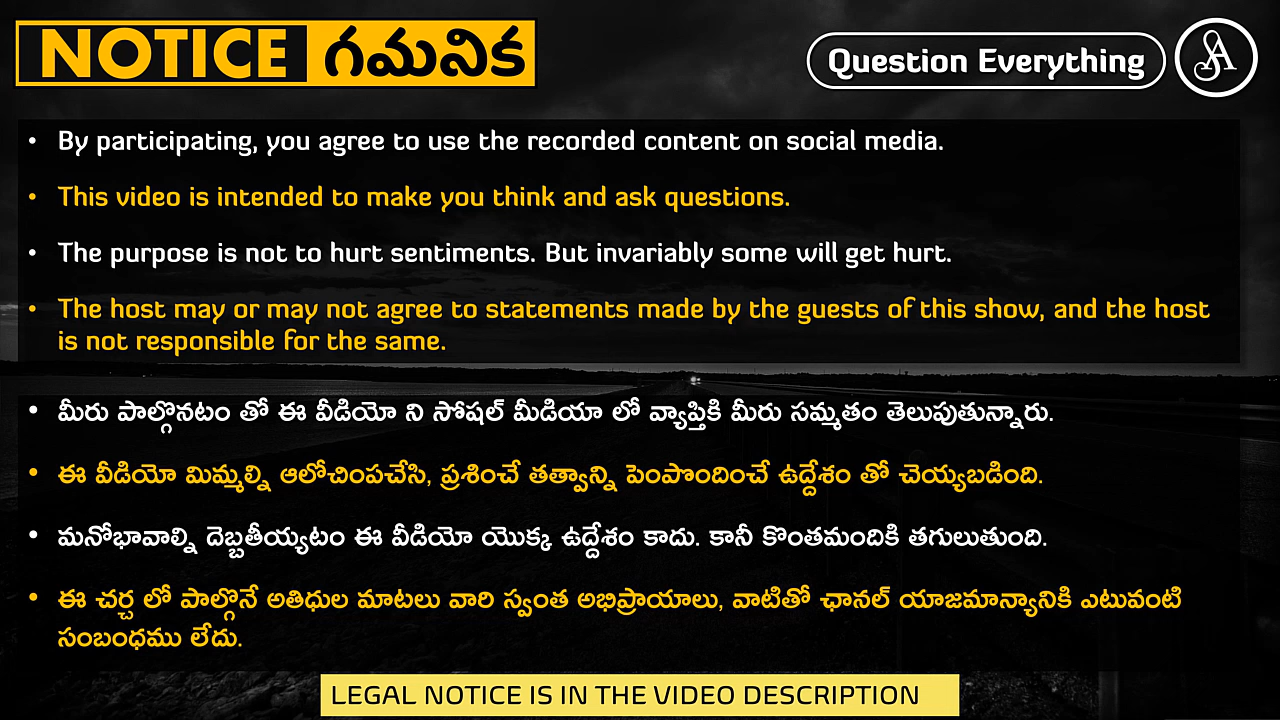 NOTICE గమనిక
Question Everything
• By participating, you agree to use the recorded content on social media.
• This video is intended to make you think and ask questions.
• The purpose is not to hurt sentiments. But invariably some will get hurt.
• The host may or may not agree to statements made by the guests of this show, and the host
is not responsible for the same.
• మీరు పాల్గొనటం తో ఈ వీడియో ని సోషల్ మీడియా లో వ్యాప్తికి మీరు సమ్మతం తెలుపుతున్నారు.
• ఈ వీడియో మిమ్మల్ని ఆలోచింపచేసి, ప్రశించే తత్వాన్ని పెంపొందించే ఉద్దేశం తో చెయ్యబడింది.
• మనోభావాల్ని దెబ్బతీయ్యటం ఈ వీడియో యొక్క ఉద్దేశం కాదు. కానీ కొంతమందికి తగులుతుంది.
• ఈ చర్చ లో పాల్గొనే అతిధుల మాటలు వారి స్వంత అభిప్రాయాలు, వాటితో ఛానల్ యాజమాన్యానికి ఎటువంటి
సంబంధము లేదు.
LEGAL NOTICE IS IN THE VIDEO DESCRIPTION